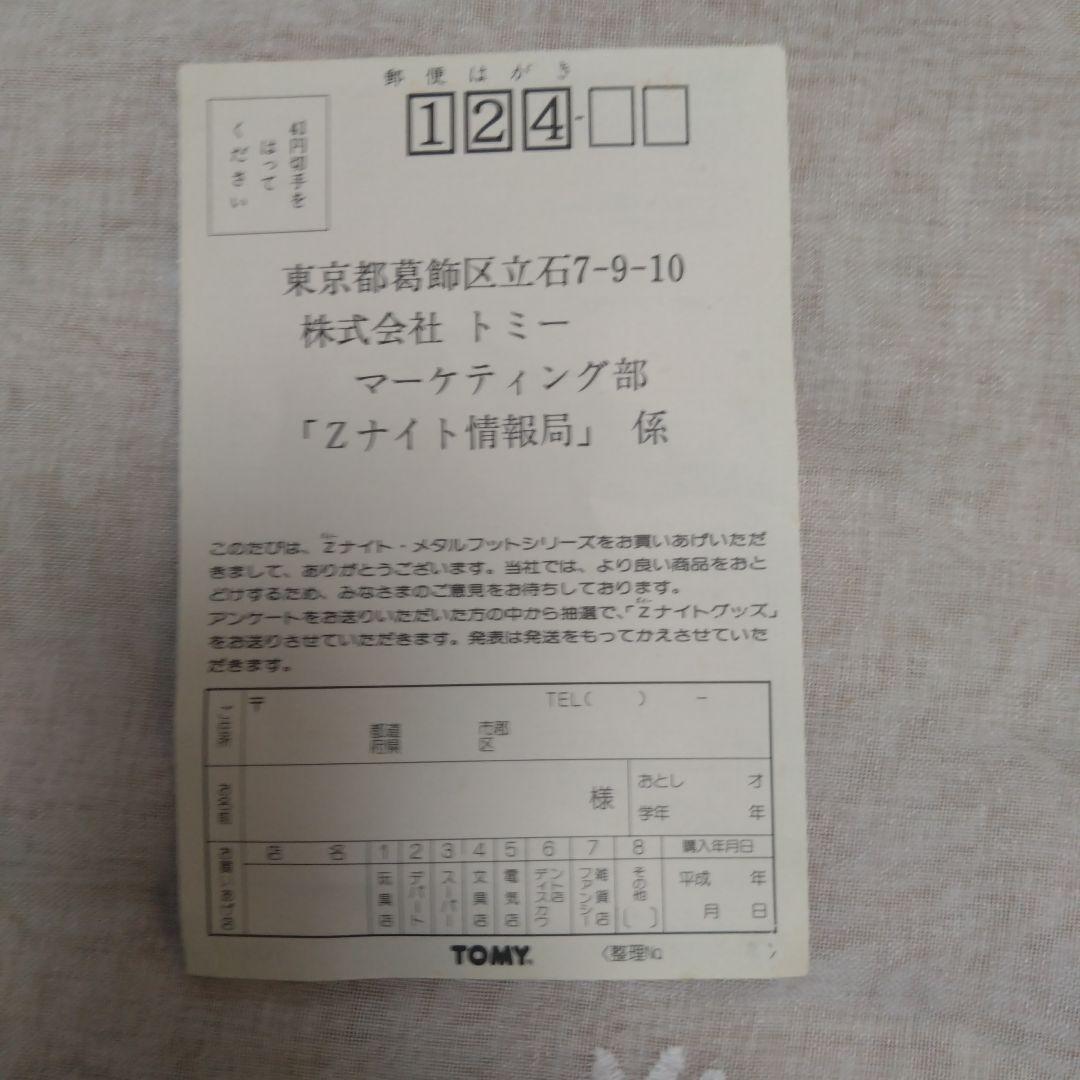 郵便はがき
41円切手を
はって
ください
124-
東京都葛飾区立石7-9-10
株式会社 トミー
マーケティング部
「Zナイト情報局」 係
このたびは、Zナイト-メタルフットシリーズをお買いあげいただ
きまして、ありがとうございます。当社では、より良い商品をおと
どけするため、みなさまのご意見をお待ちしております。
アンケートをお送りいただいた方の中から抽選で、「Zナイトグッズ」
をお送りさせていただきます。発表は発送をもってかえさせていた
だきます。
ご住所 〒 TEL( ) -
都道 市郡
府県 区
お名前 様 おとし 才
学年 年
お買いあげ店 店名 1 2 3 4 5 6 7 8 購入年月日
玩具店 デパート スーパー 文具店 電気店 ディスカウント店 ファンシー雑貨店 その他( ) 平成 年
月 日
TOMY. <整理No